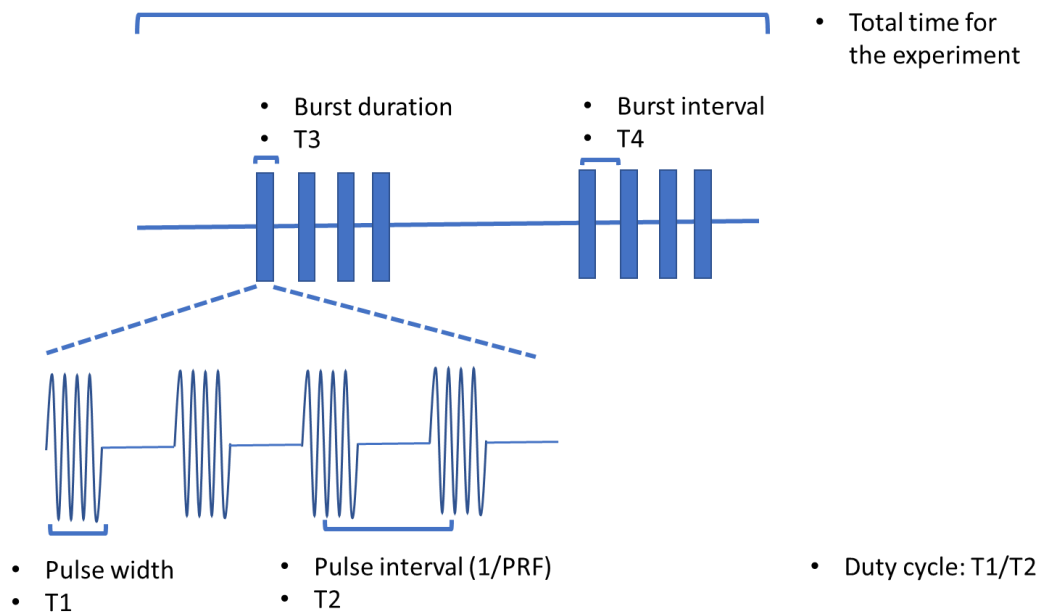 • Total time for
the experiment
• Burst duration
• T3
• Burst interval
• T4
• Pulse width
• T1
• Pulse interval (1/PRF)
• T2
• Duty cycle: T1/T2